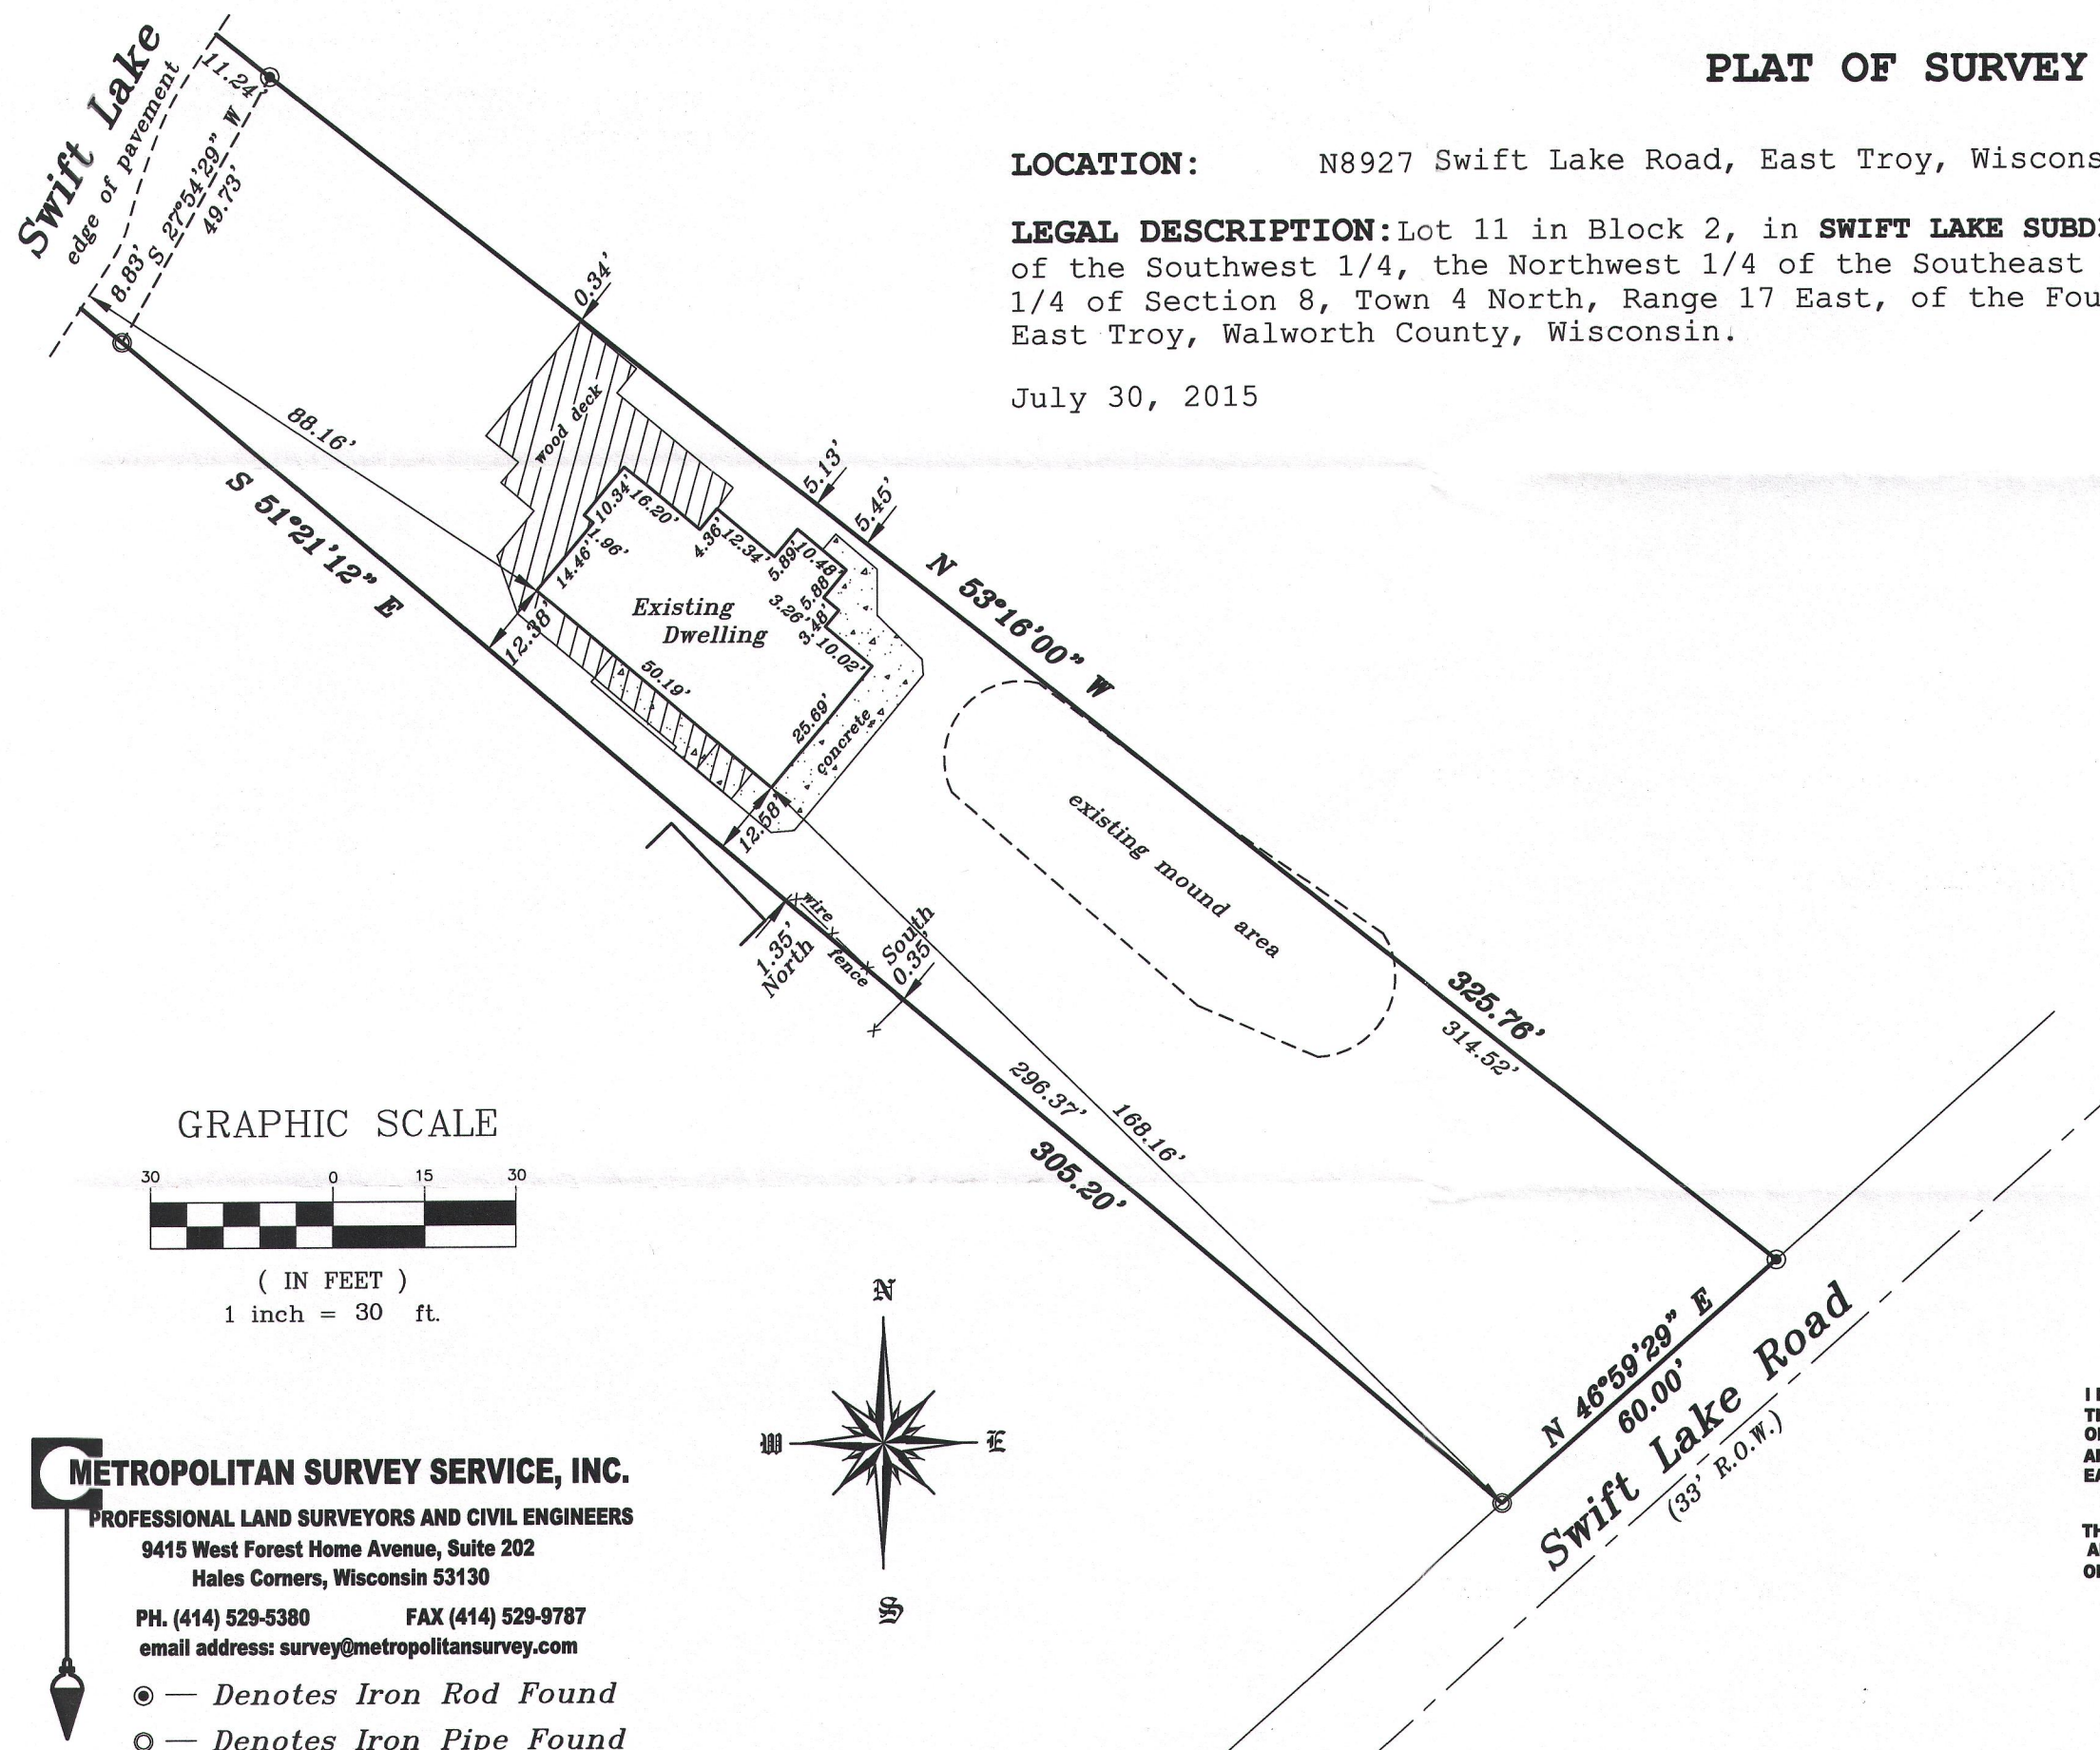 PLAT OF SURVEY
LOCATION: N8927 Swift Lake Road, East Troy, Wiscons
LEGAL DESCRIPTION: Lot 11 in Block 2, in SWIFT LAKE SUBD
of the Southwest 1/4, the Northwest 1/4 of the Southeast
1/4 of Section 8, Town 4 North, Range 17 East, of the Fou
East Troy, Walworth County, Wisconsin.
July 30, 2015
Swift Lake
edge of pavement
11.24'
S 27°54'29" W
49.73'
8.83'
0.34'
88.16'
wood deck
S 51°21'12" E
5.13'
5.45'
N 53°16'00" W
10.34'
16.20'
1.96'
14.46'
4.36'
12.34'
5.89'
10.48'
5.88'
3.26'
3.48'
10.02'
Existing
Dwelling
12.38'
50.19'
25.69'
concrete
12.58'
existing mound area
wire
fence
1.35'
North
South
0.35'
325.76'
314.52'
296.37'
168.16'
305.20'
N 46°59'29" E
60.00'
Swift Lake Road
(33' R.O.W.)
GRAPHIC SCALE
30 0 15 30
( IN FEET )
1 inch = 30 ft.
N
W
E
S
METROPOLITAN SURVEY SERVICE, INC.
PROFESSIONAL LAND SURVEYORS AND CIVIL ENGINEERS
9415 West Forest Home Avenue, Suite 202
Hales Corners, Wisconsin 53130
PH. (414) 529-5380 FAX (414) 529-9787
email address: survey@metropolitansurvey.com
— Denotes Iron Rod Found
— Denotes Iron Pipe Found